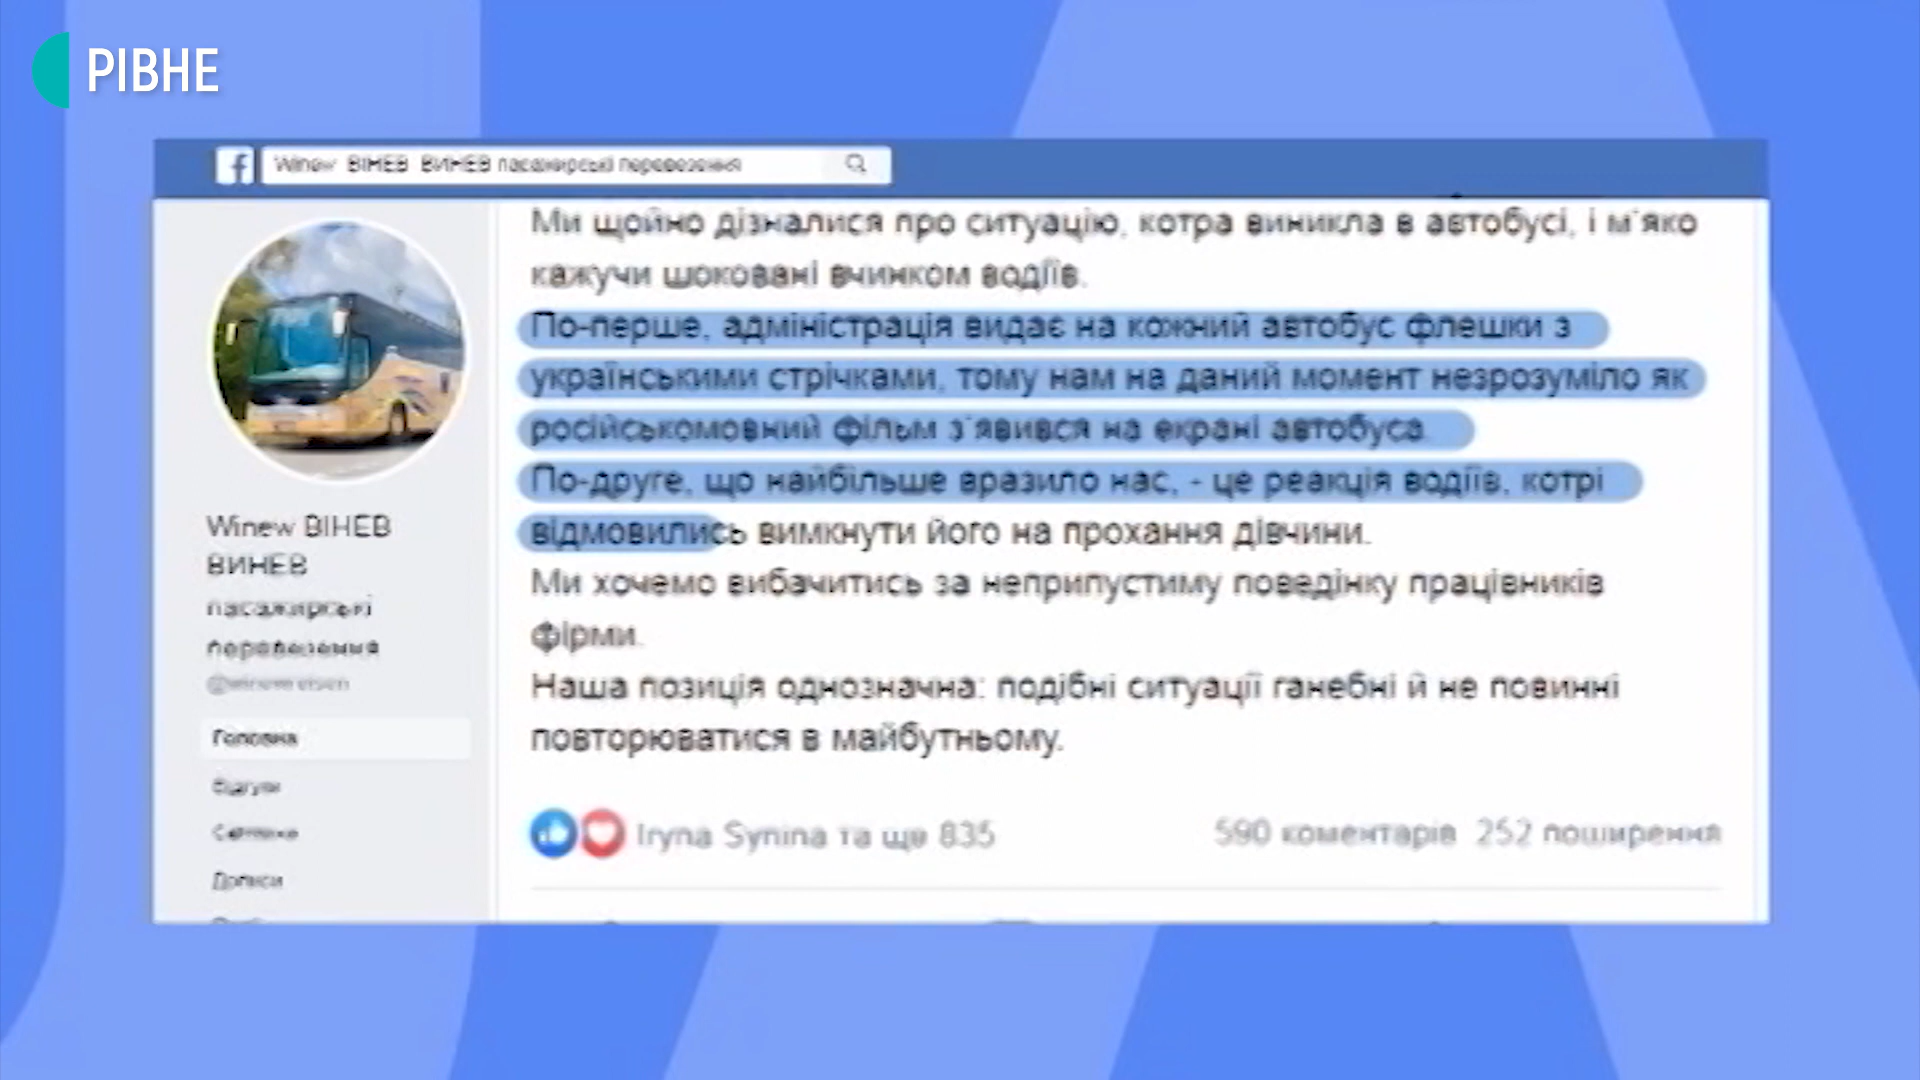 РІВНЕ
Winew ВІНЕВ ВИНЕВ пасажирські перевезення
Ми щойно дізналися про ситуацію, котра виникла в автобусі, і м'яко
кажучи шоковані вчинком водіїв.
По-перше, адміністрація видає на кожний автобус флешки з
українськими стрічками, тому нам на даний момент незрозуміло як
російськомовний фільм з'явився на екрані автобуса.
По-друге, що найбільше вразило нас, - це реакція водіїв, котрі
відмовились вимкнути його на прохання дівчини.
Ми хочемо вибачитись за неприпустиму поведінку працівників
фірми.
Наша позиція однозначна: подібні ситуації ганебні й не повинні
повторюватися в майбутньому.
Iryna Synina та ще 835
590 коментарів 252 поширення
Winew ВІНЕВ
ВИНЕВ
пасажирські
перевезення
Головна
Відгуки
Світлини
Дописи